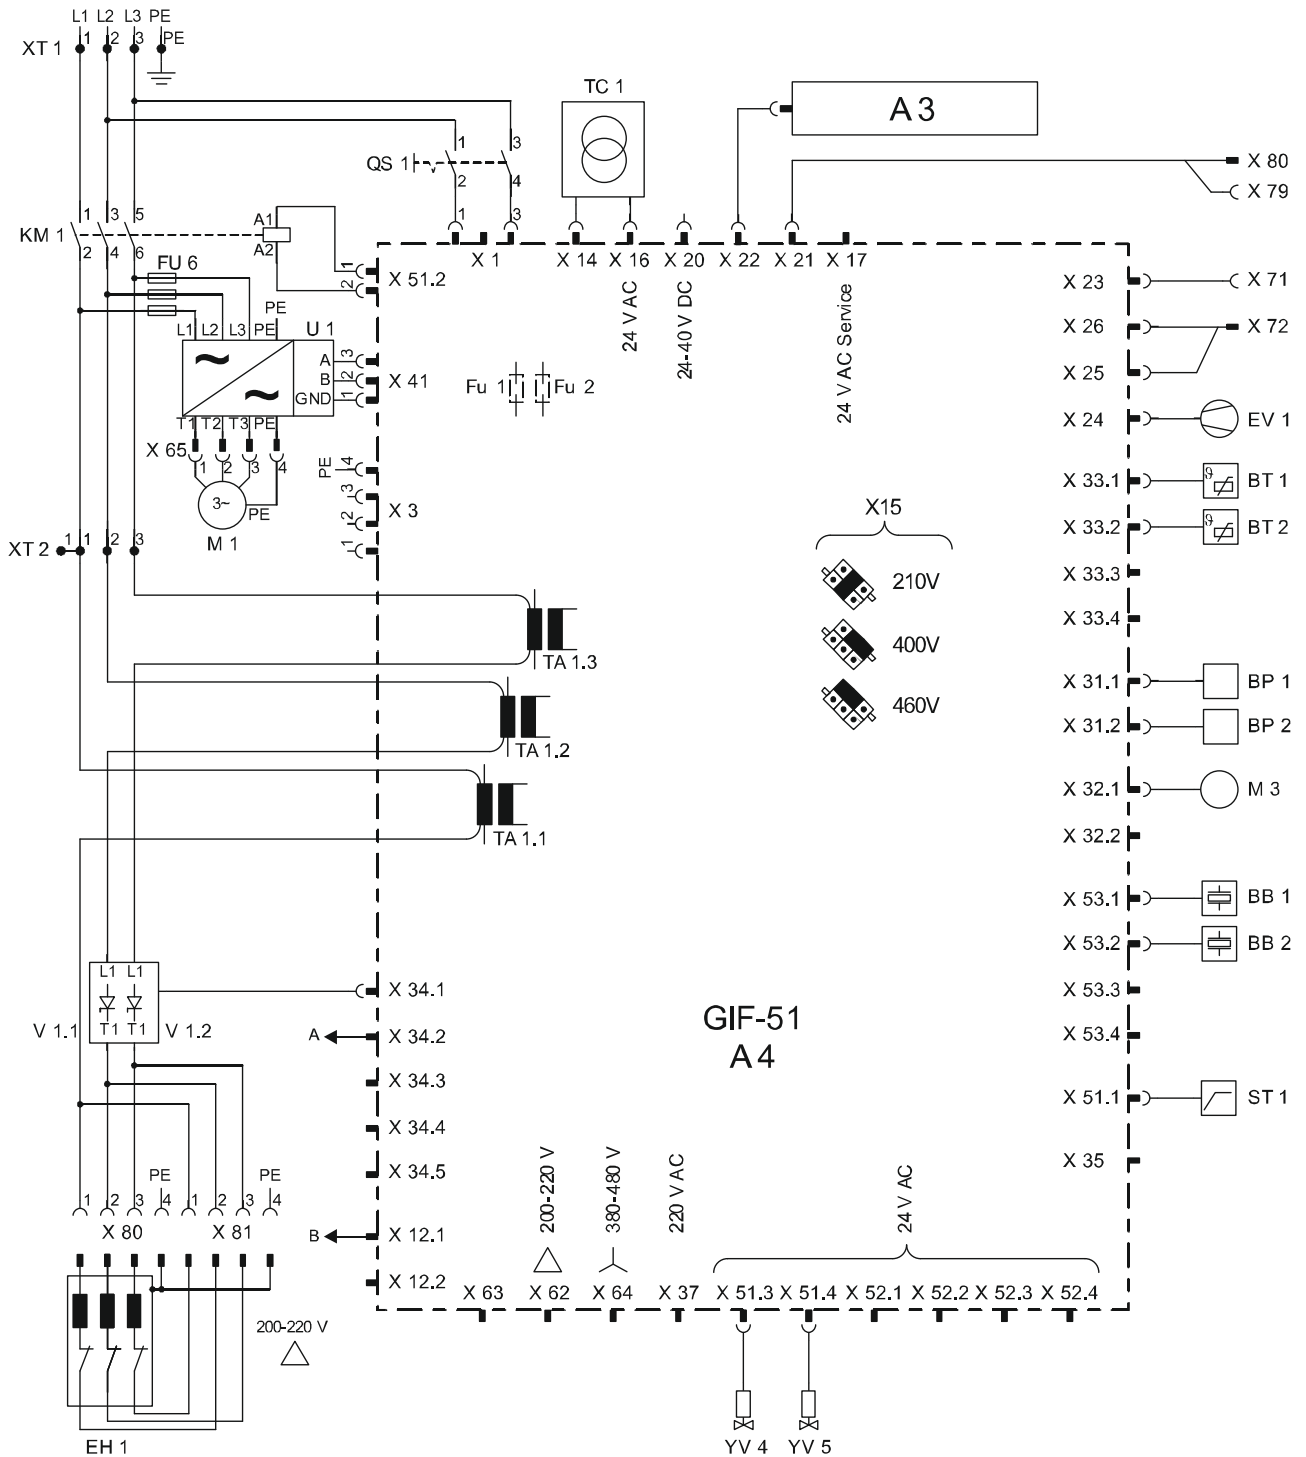 L1 L2 L3 PE
XT 1 1 2 3 PE
TC 1
A 3
1 3
QS 1
2 4
X 80
X 79
1 3 5
KM 1
2 4 6
A1
A2
1 3
X 1 X 14 X 16 X 20 X 22 X 21 X 17
24 V AC
24-40 V DC
24 V AC Service
1
2
X 51.2
FU 6
PE
L1 L2 L3 PE U 1
A 3
B 2
GND 1
X 41
Fu 1 Fu 2
T1 T2 T3 PE
X 65
1 2 3 4
3~
PE
M 1
PE 4
3
2
1
X 3
XT 2 1 1 2 3
X15
210V
400V
460V
TA 1.3
TA 1.2
TA 1.1
X 23 X 71
X 26 X 72
X 25
X 24 EV 1
X 33.1 ϑ BT 1
X 33.2 ϑ BT 2
X 33.3
X 33.4
X 31.1 BP 1
X 31.2 BP 2
X 32.1 M 3
X 32.2
X 53.1 BB 1
X 53.2 BB 2
X 53.3
X 53.4
X 51.1 ST 1
X 35
GIF-51
A 4
L1 L1
V 1.1 T1 T1 V 1.2
X 34.1
A X 34.2
X 34.3
X 34.4
X 34.5
B X 12.1
X 12.2
PE PE
1 2 3 4 1 2 3 4
X 80 X 81
200-220 V
EH 1
200-220 V
380-480 V
220 V AC
24 V AC
X 63 X 62 X 64 X 37 X 51.3 X 51.4 X 52.1 X 52.2 X 52.3 X 52.4
YV 4 YV 5